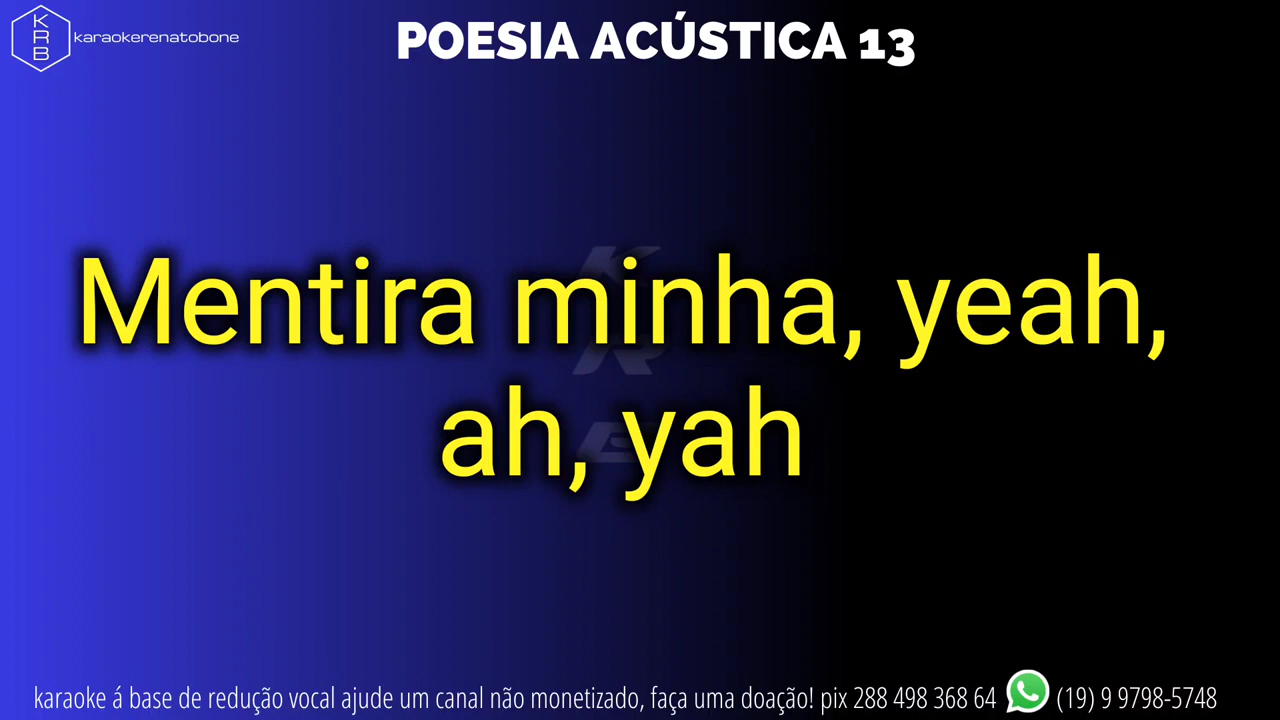 KRB
karaokerenatobone
POESIA ACÚSTICA 13
Mentira minha, yeah,
ah, yah
karaoke á base de redução vocal ajude um canal não monetizado, faça uma doação! pix 288 498 368 64 (19) 9 9798-5748